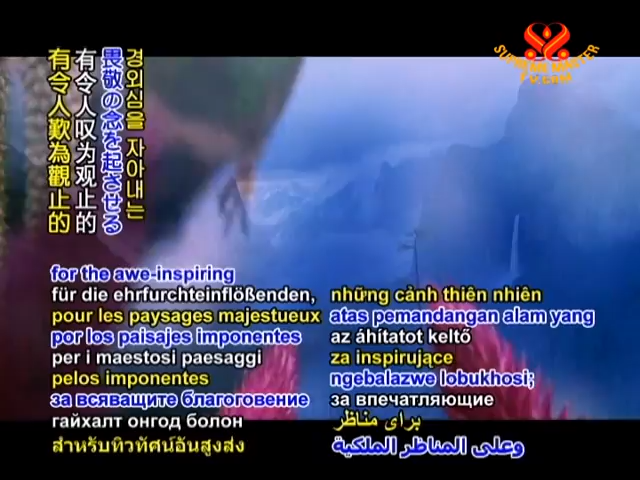 SUPREME MASTER
TV.COM
경외심을 자아내는
畏敬の念を起させる
有令人叹为观止的
有令人歎為觀止的
for the awe-inspiring
für die ehrfurchteinflößenden,
pour les paysages majestueux
por los paisajes imponentes
per i maestosi paesaggi
pelos imponentes
за всяващите благоговение
гайхалт онгод болон
สำหรับทิวทัศน์อันสูงส่ง
những cảnh thiên nhiên
atas pemandangan alam yang
az áhítatot keltő
za inspirujące
ngebalazwe lobukhosi;
за впечатляющие
برای مناظر
وعلى المناظر الملكية